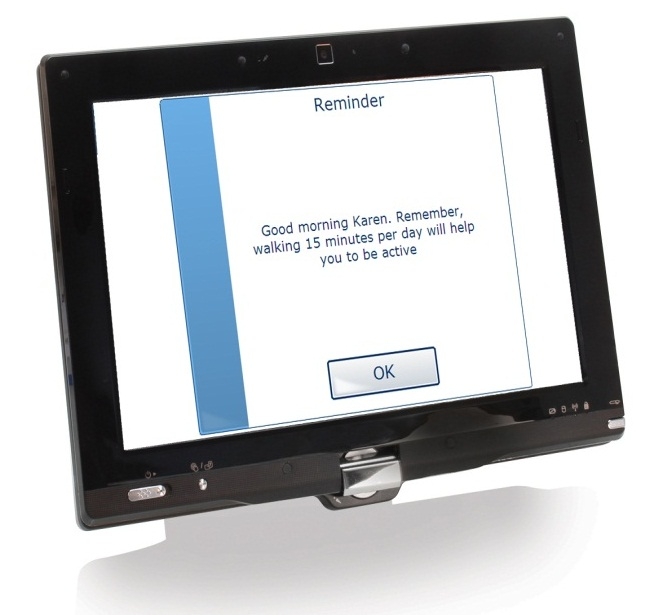 Reminder
Good morning Karen. Remember,
walking 15 minutes per day will help
you to be active
OK